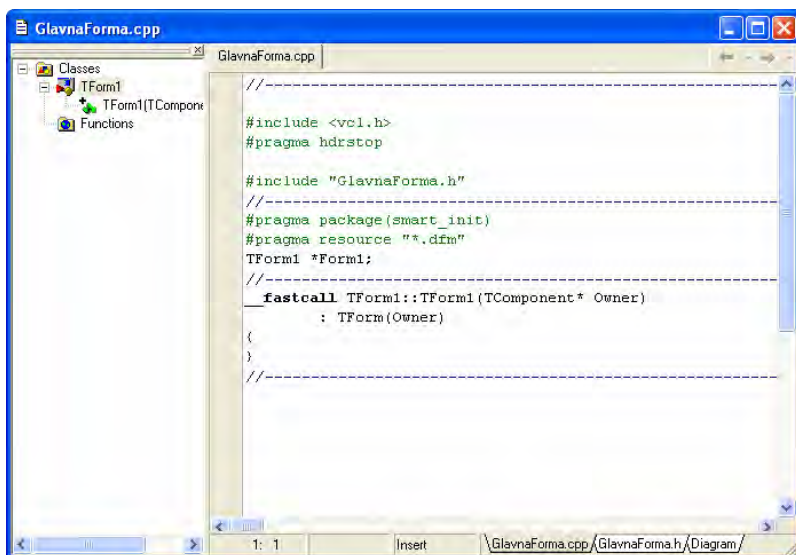 GlavnaForma.cpp
Classes
TForm1
TForm1(TCompone
Functions
GlavnaForma.cpp
//--------------------------------------------------------------------
#include <vcl.h>
#pragma hdrstop
#include "GlavnaForma.h"
//--------------------------------------------------------------------
#pragma package(smart_init)
#pragma resource "*.dfm"
TForm1 *Form1;
//--------------------------------------------------------------------
__fastcall TForm1::TForm1(TComponent* Owner)
: TForm(Owner)
{
}
//--------------------------------------------------------------------
1: 1
Insert
GlavnaForma.cpp/GlavnaForma.h/Diagram/